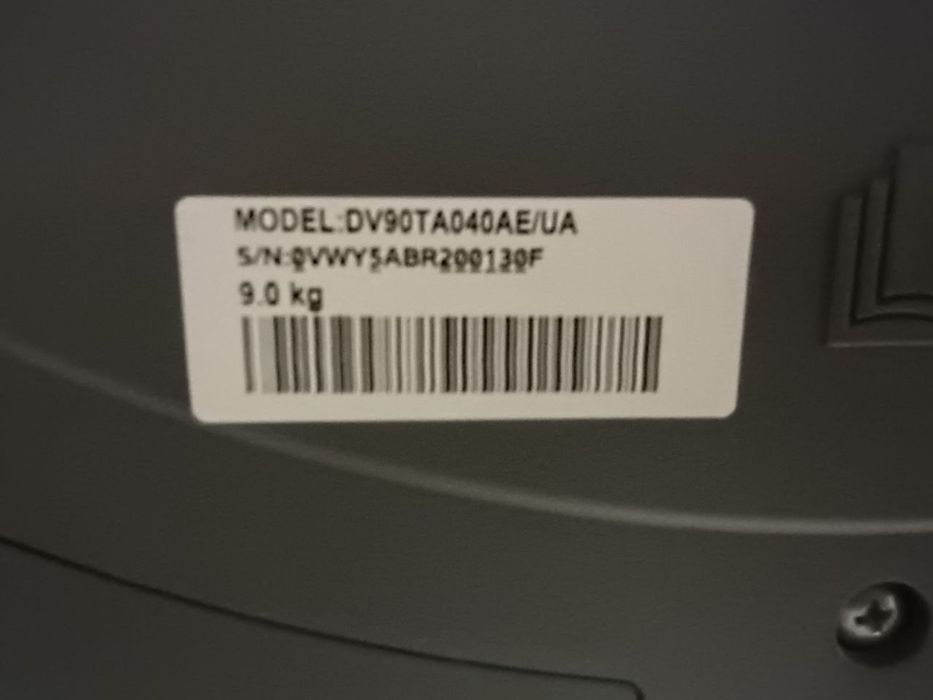 MODEL:DV90TA040AE/UA
S/N:0VWY5ABR200130F
9.0 kg